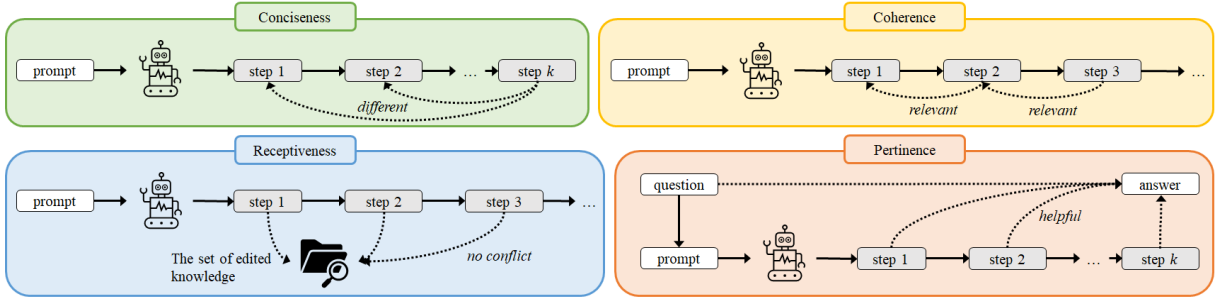 Conciseness
prompt
step 1
step 2
...
step k
different
Coherence
prompt
step 1
step 2
step 3
...
relevant
relevant
Receptiveness
prompt
step 1
step 2
step 3
...
The set of edited
knowledge
no conflict
Pertinence
question
answer
helpful
prompt
step 1
step 2
...
step k